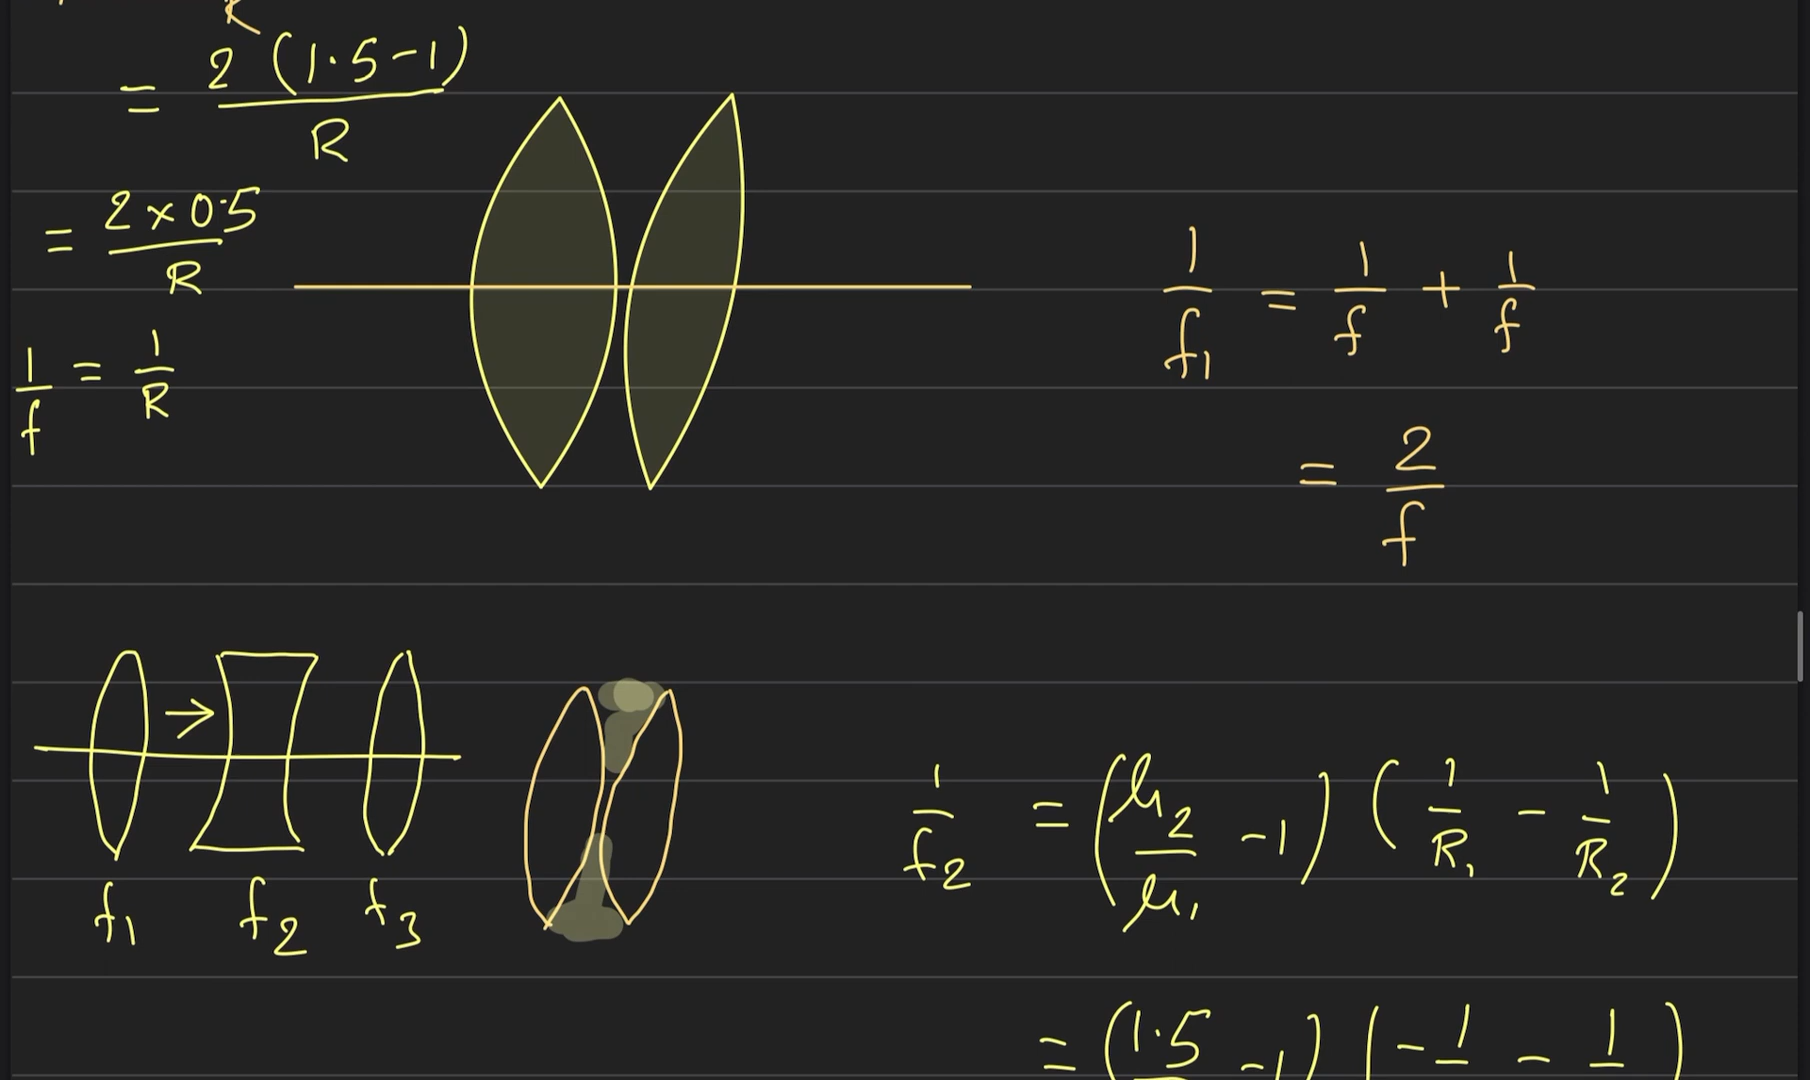 = 2 (1.5-1) / R
= 2 × 0.5 / R
1/f = 1/R
1/f₁ = 1/f + 1/f
= 2/f
f₁ f₂ f₃
1/f₂ = (μ₂/μ₁ - 1) (1/R₁ - 1/R₂)
= (1.5 -1) (-1 - 1)